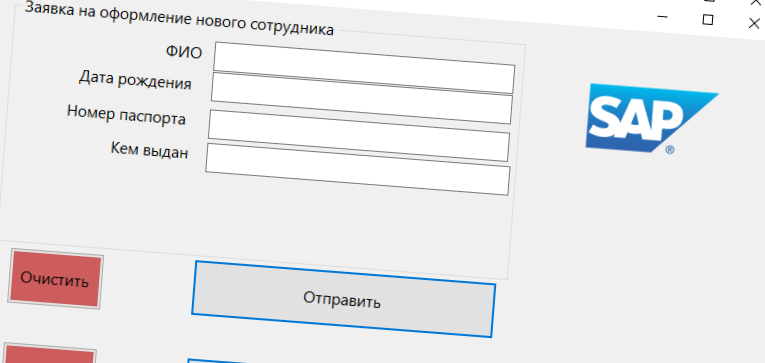 Заявка на оформление нового сотрудника
ФИО
Дата рождения
Номер паспорта
Кем выдан
SAP
®
Очистить
Отправить